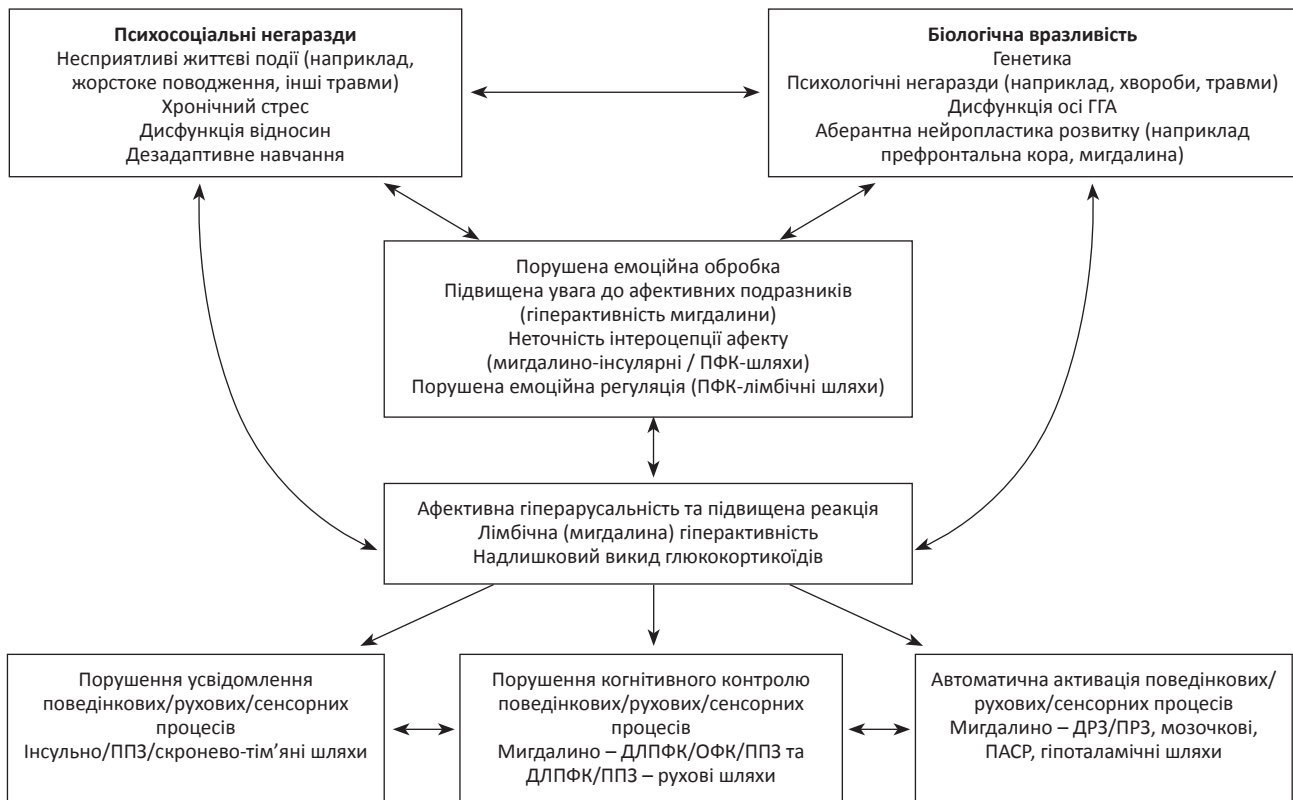 Психосоціальні негаразди
Несприятливі життєві події (наприклад,
жорстоке поводження, інші травми)
Хронічний стрес
Дисфункція відносин
Дезадаптивне навчання
Біологічна вразливість
Генетика
Психологічні негаразди (наприклад, хвороби, травми)
Дисфункція осі ГГА
Аберантна нейропластика розвитку (наприклад
префронтальна кора, мигдалина)
Порушена емоційна обробка
Підвищена увага до афективних подразників
(гіперактивність мигдалини)
Неточність інтероцепції афекту
(мигдалино-інсулярні / ПФК-шляхи)
Порушена емоційна регуляція (ПФК-лімбічні шляхи)
Афективна гіперарусальність та підвищена реакція
Лімбічна (мигдалина) гіперактивність
Надлишковий викид глюкокортикоїдів
Порушення усвідомлення
поведінкових/рухових/сенсорних
процесів
Інсульно/ППЗ/скронево-тім’яні шляхи
Порушення когнітивного контролю
поведінкових/рухових/сенсорних
процесів
Мигдалино – ДЛПФК/ОФК/ППЗ та
ДЛПФК/ППЗ – рухові шляхи
Автоматична активація поведінкових/
рухових/сенсорних процесів
Мигдалино – ДРЗ/ПРЗ, мозочкові,
ПАСР, гіпоталамічні шляхи